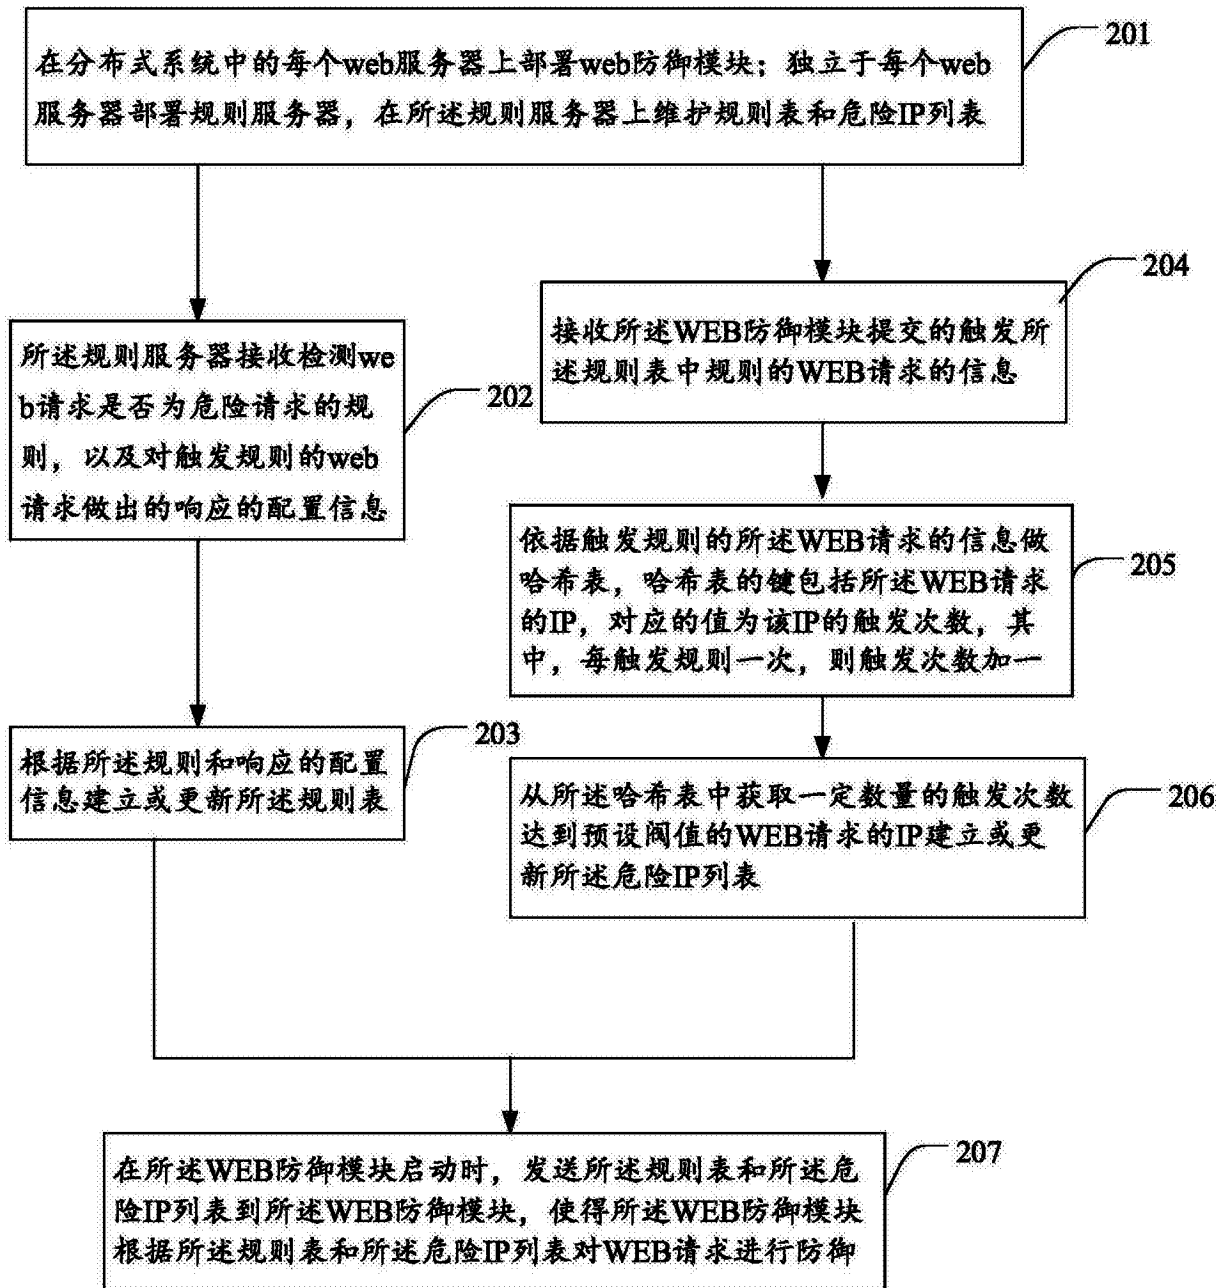 在分布式系统中的每个web服务器上部署web防御模块；独立于每个web
服务器部署规则服务器，在所述规则服务器上维护规则表和危险IP列表
201
所述规则服务器接收检测we
b请求是否为危险请求的规
则，以及对触发规则的web
请求做出的响应的配置信息
202
根据所述规则和响应的配置
信息建立或更新所述规则表
203
接收所述WEB防御模块提交的触发所
述规则表中规则的WEB请求的信息
204
依据触发规则的所述WEB请求的信息做
哈希表，哈希表的键包括所述WEB请求
的IP，对应的值为该IP的触发次数，其
中，每触发规则一次，则触发次数加一
205
从所述哈希表中获取一定数量的触发次数
达到预设阀值的WEB请求的IP建立或更
新所述危险IP列表
206
在所述WEB防御模块启动时，发送所述规则表和所述危
险IP列表到所述WEB防御模块，使得所述WEB防御模块
根据所述规则表和所述危险IP列表对WEB请求进行防御
207